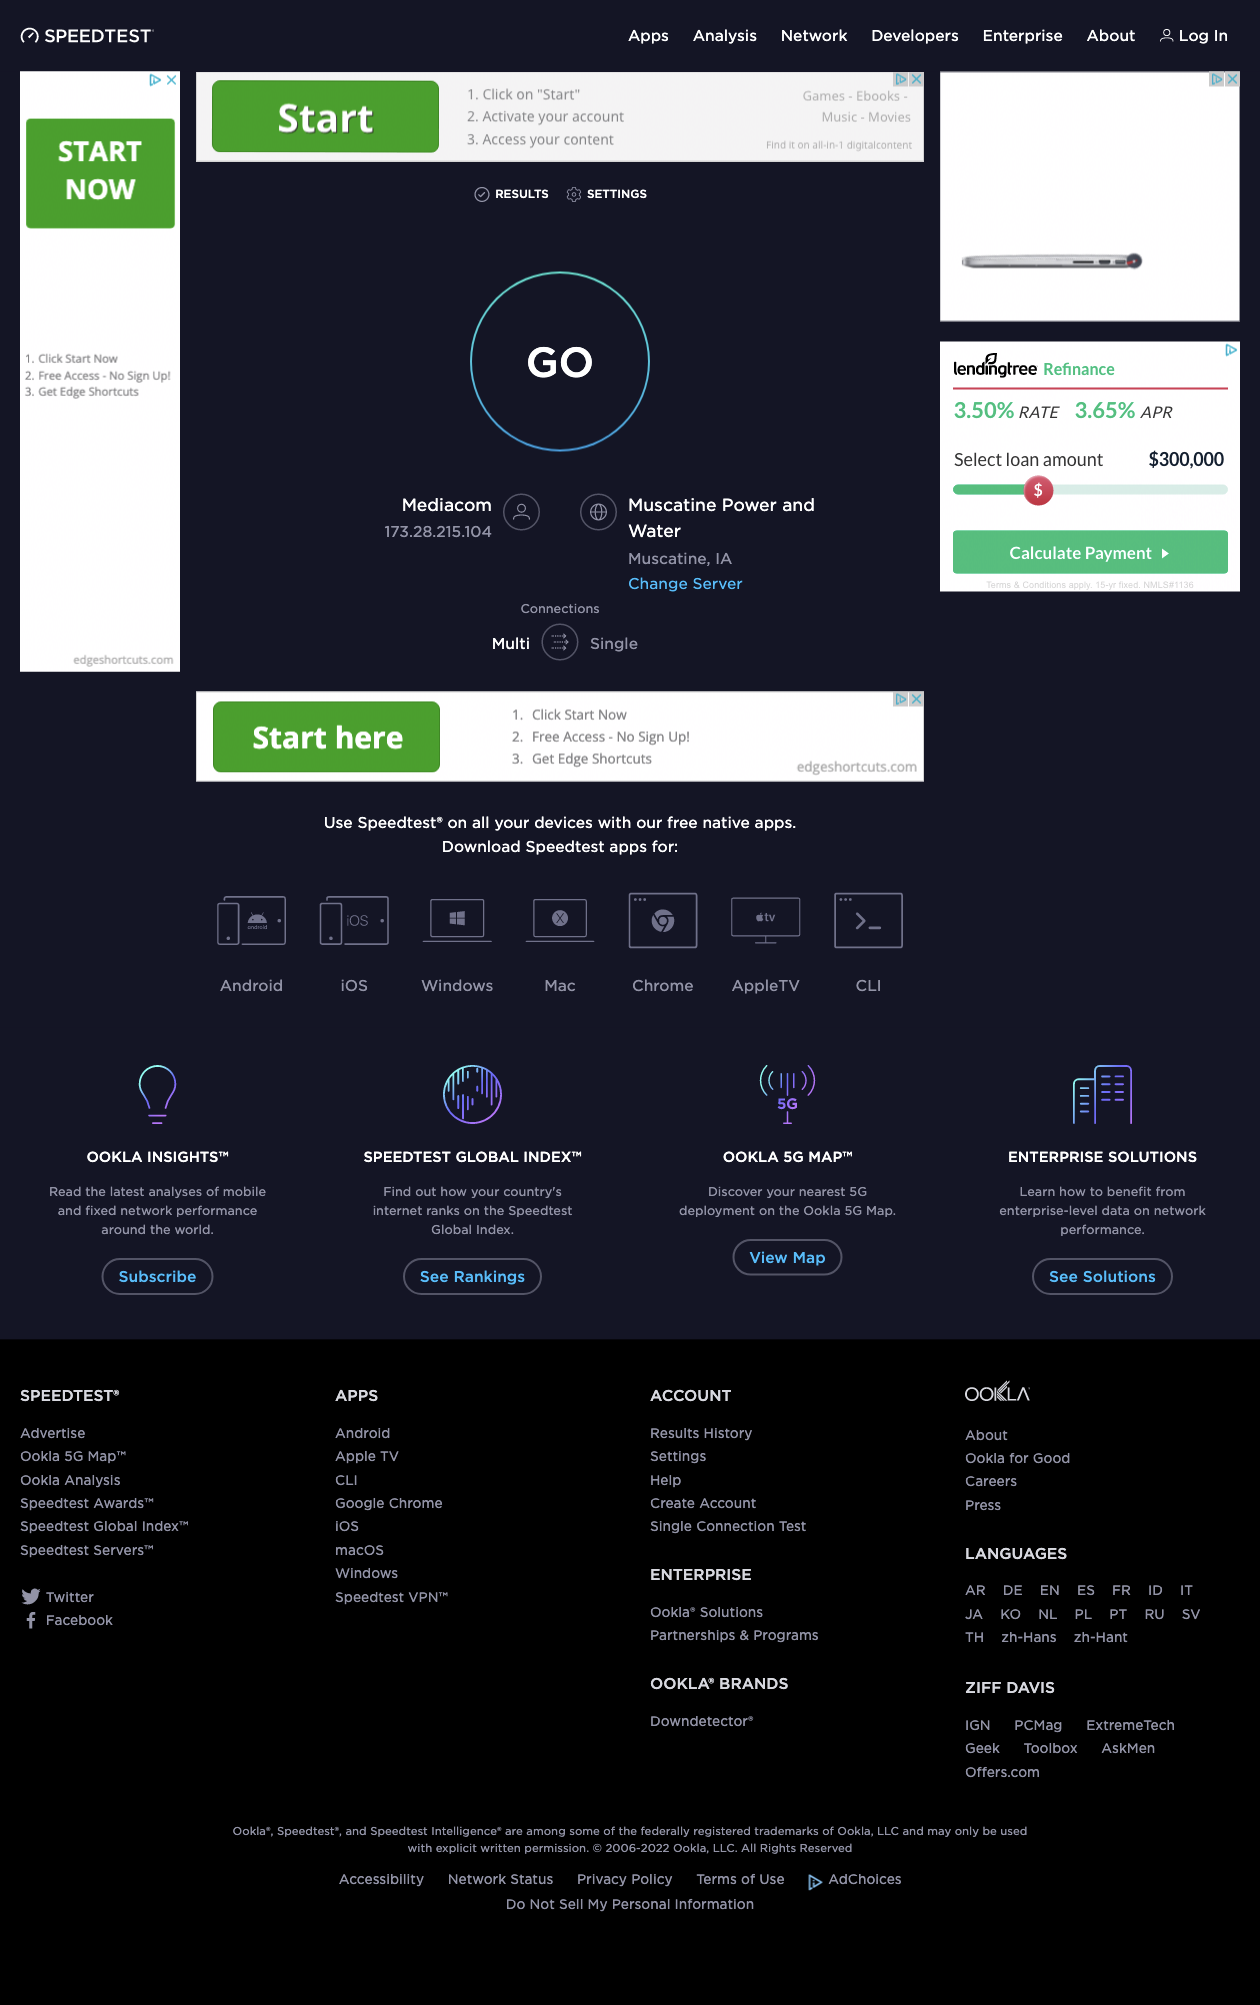 SPEEDTEST
Apps Analysis Network Developers Enterprise About Log In
START
NOW
1. Click Start Now
2. Free Access - No Sign Up!
3. Get Edge Shortcuts
edgeshortcuts.com
Start
1. Click on "Start"
2. Activate your account
3. Access your content
Games - Ebooks -
Music - Movies
Find it on all-in-1 digitalcontent
RESULTS SETTINGS
GO
Mediacom
173.28.215.104
Muscatine Power and
Water
Muscatine, IA
Change Server
Connections
Multi Single
lendingtree Refinance
3.50% RATE 3.65% APR
Select loan amount $300,000
$
Calculate Payment
Terms & Conditions apply. 15-yr fixed. NMLS#1136
Start here
1. Click Start Now
2. Free Access - No Sign Up!
3. Get Edge Shortcuts
edgeshortcuts.com
Use Speedtest® on all your devices with our free native apps.
Download Speedtest apps for:
android iOS X tv
Android iOS Windows Mac Chrome AppleTV CLI
5G
OOKLA INSIGHTS™
Read the latest analyses of mobile
and fixed network performance
around the world.
Subscribe
SPEEDTEST GLOBAL INDEX™
Find out how your country's
internet ranks on the Speedtest
Global Index.
See Rankings
OOKLA 5G MAP™
Discover your nearest 5G
deployment on the Ookla 5G Map.
View Map
ENTERPRISE SOLUTIONS
Learn how to benefit from
enterprise-level data on network
performance.
See Solutions
SPEEDTEST®
Advertise
Ookla 5G Map™
Ookla Analysis
Speedtest Awards™
Speedtest Global Index™
Speedtest Servers™
Twitter
Facebook
APPS
Android
Apple TV
CLI
Google Chrome
iOS
macOS
Windows
Speedtest VPN™
ACCOUNT
Results History
Settings
Help
Create Account
Single Connection Test
ENTERPRISE
Ookla® Solutions
Partnerships & Programs
OOKLA® BRANDS
Downdetector®
OOKLA
About
Ookla for Good
Careers
Press
LANGUAGES
AR DE EN ES FR ID IT
JA KO NL PL PT RU SV
TH zh-Hans zh-Hant
ZIFF DAVIS
IGN PCMag ExtremeTech
Geek Toolbox AskMen
Offers.com
Ookla®, Speedtest®, and Speedtest Intelligence® are among some of the federally registered trademarks of Ookla, LLC and may only be used
with explicit written permission. © 2006-2022 Ookla, LLC. All Rights Reserved
Accessibility Network Status Privacy Policy Terms of Use AdChoices
Do Not Sell My Personal Information